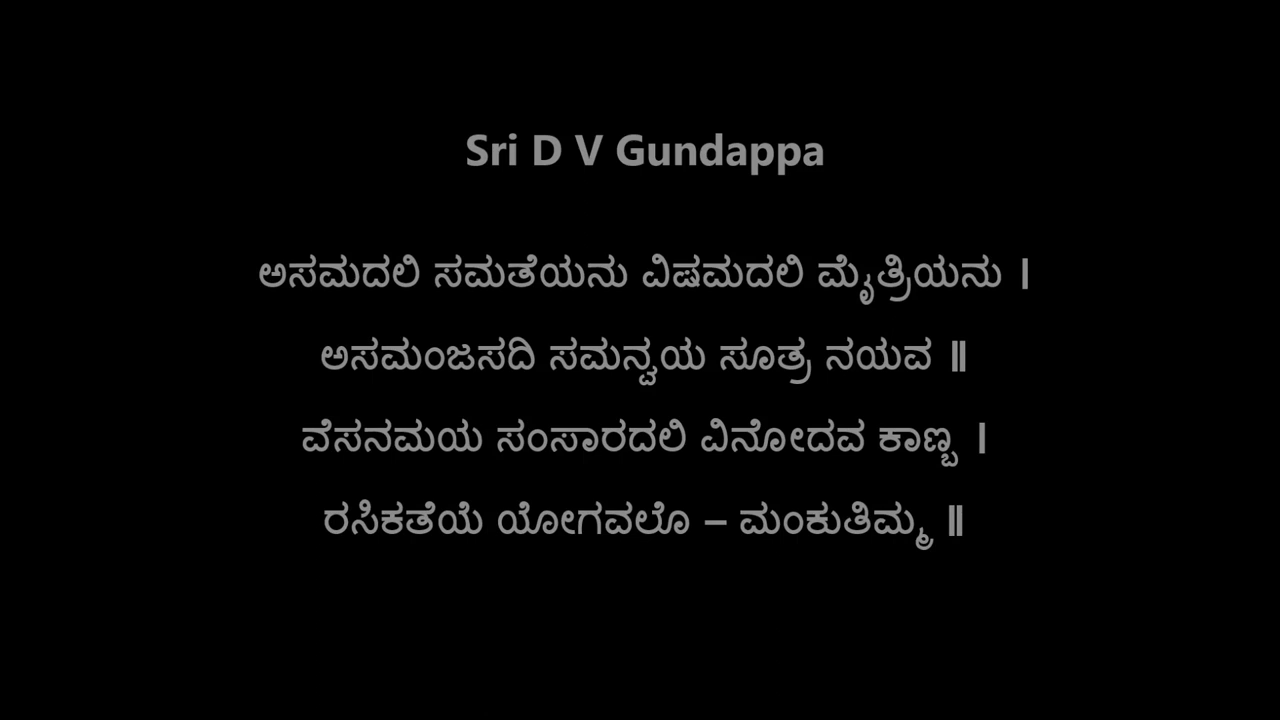 Sri D V Gundappa
ಅಸಮದಲಿ ಸಮತೆಯನು ವಿಷಮದಲಿ ಮೈತ್ರಿಯನು ।
ಅಸಮಂಜಸದಿ ಸಮನ್ವಯ ಸೂತ್ರ ನಯವ ॥
ವೆಸನಮಯ ಸಂಸಾರದಲಿ ವಿನೋದವ ಕಾಣ್ಬ ।
ರಸಿಕತೆಯೆ ಯೋಗವಲೊ – ಮಂಕುತಿಮ್ಮ ॥